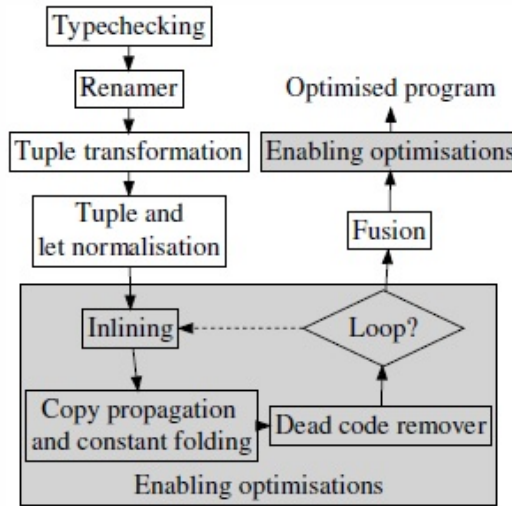 Typechecking
Renamer
Tuple transformation
Tuple and
let normalisation
Optimised program
Enabling optimisations
Fusion
Inlining
Loop?
Copy propagation
and constant folding
Dead code remover
Enabling optimisations